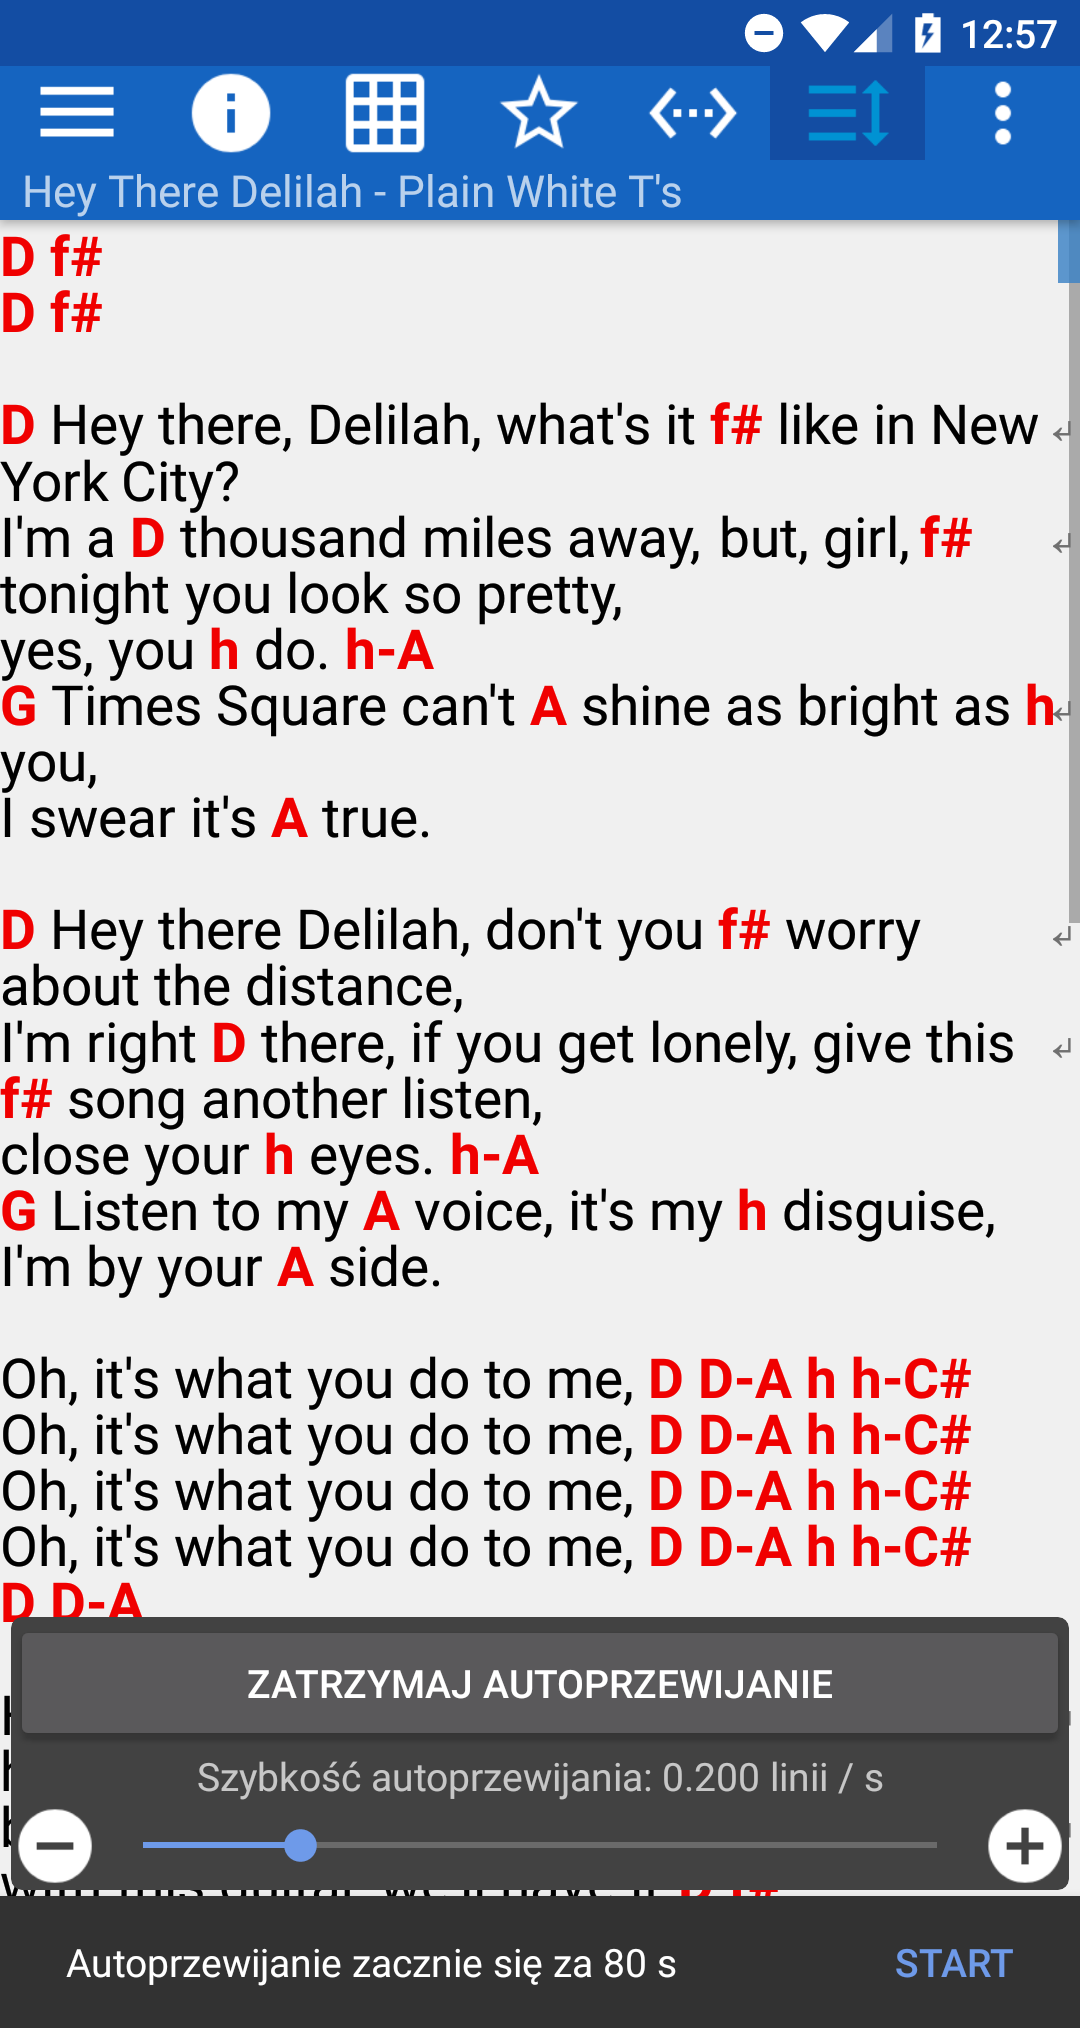 12:57
Hey There Delilah - Plain White T's
D f#
D f#
D Hey there, Delilah, what's it f# like in New
York City?
I'm a D thousand miles away, but, girl, f#
tonight you look so pretty,
yes, you h do. h-A
G Times Square can't A shine as bright as h
you,
I swear it's A true.
D Hey there Delilah, don't you f# worry
about the distance,
I'm right D there, if you get lonely, give this
f# song another listen,
close your h eyes. h-A
G Listen to my A voice, it's my h disguise,
I'm by your A side.
Oh, it's what you do to me, D D-A h h-C#
Oh, it's what you do to me, D D-A h h-C#
Oh, it's what you do to me, D D-A h h-C#
Oh, it's what you do to me, D D-A h h-C#
D D-A
ZATRZYMAJ AUTOPRZEWIJANIE
Szybkość autoprzewijania: 0.200 linii / s
Autoprzewijanie zacznie się za 80 s
START